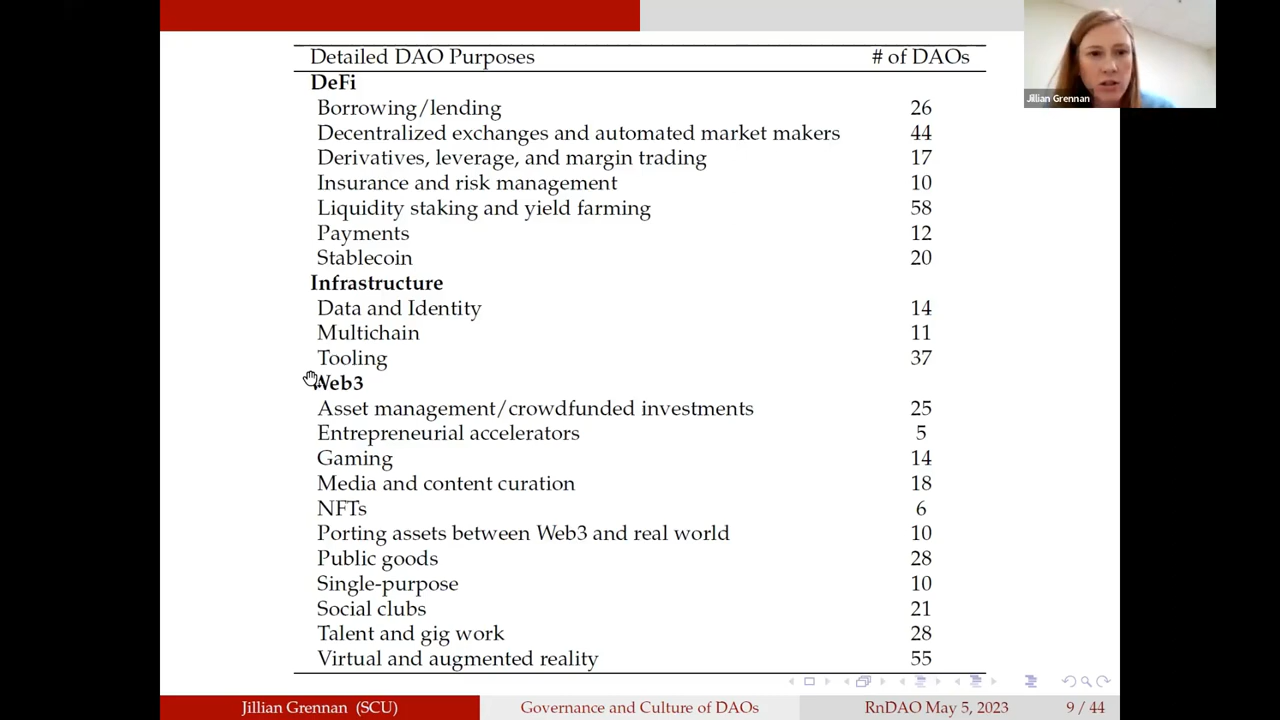 Detailed DAO Purposes # of DAOs
DeFi
Borrowing/lending 26
Decentralized exchanges and automated market makers 44
Derivatives, leverage, and margin trading 17
Insurance and risk management 10
Liquidity staking and yield farming 58
Payments 12
Stablecoin 20
Infrastructure
Data and Identity 14
Multichain 11
Tooling 37
Web3
Asset management/crowdfunded investments 25
Entrepreneurial accelerators 5
Gaming 14
Media and content curation 18
NFTs 6
Porting assets between Web3 and real world 10
Public goods 28
Single-purpose 10
Social clubs 21
Talent and gig work 28
Virtual and augmented reality 55
Jillian Grennan
Jillian Grennan (SCU) Governance and Culture of DAOs RnDAO May 5, 2023 9 / 44